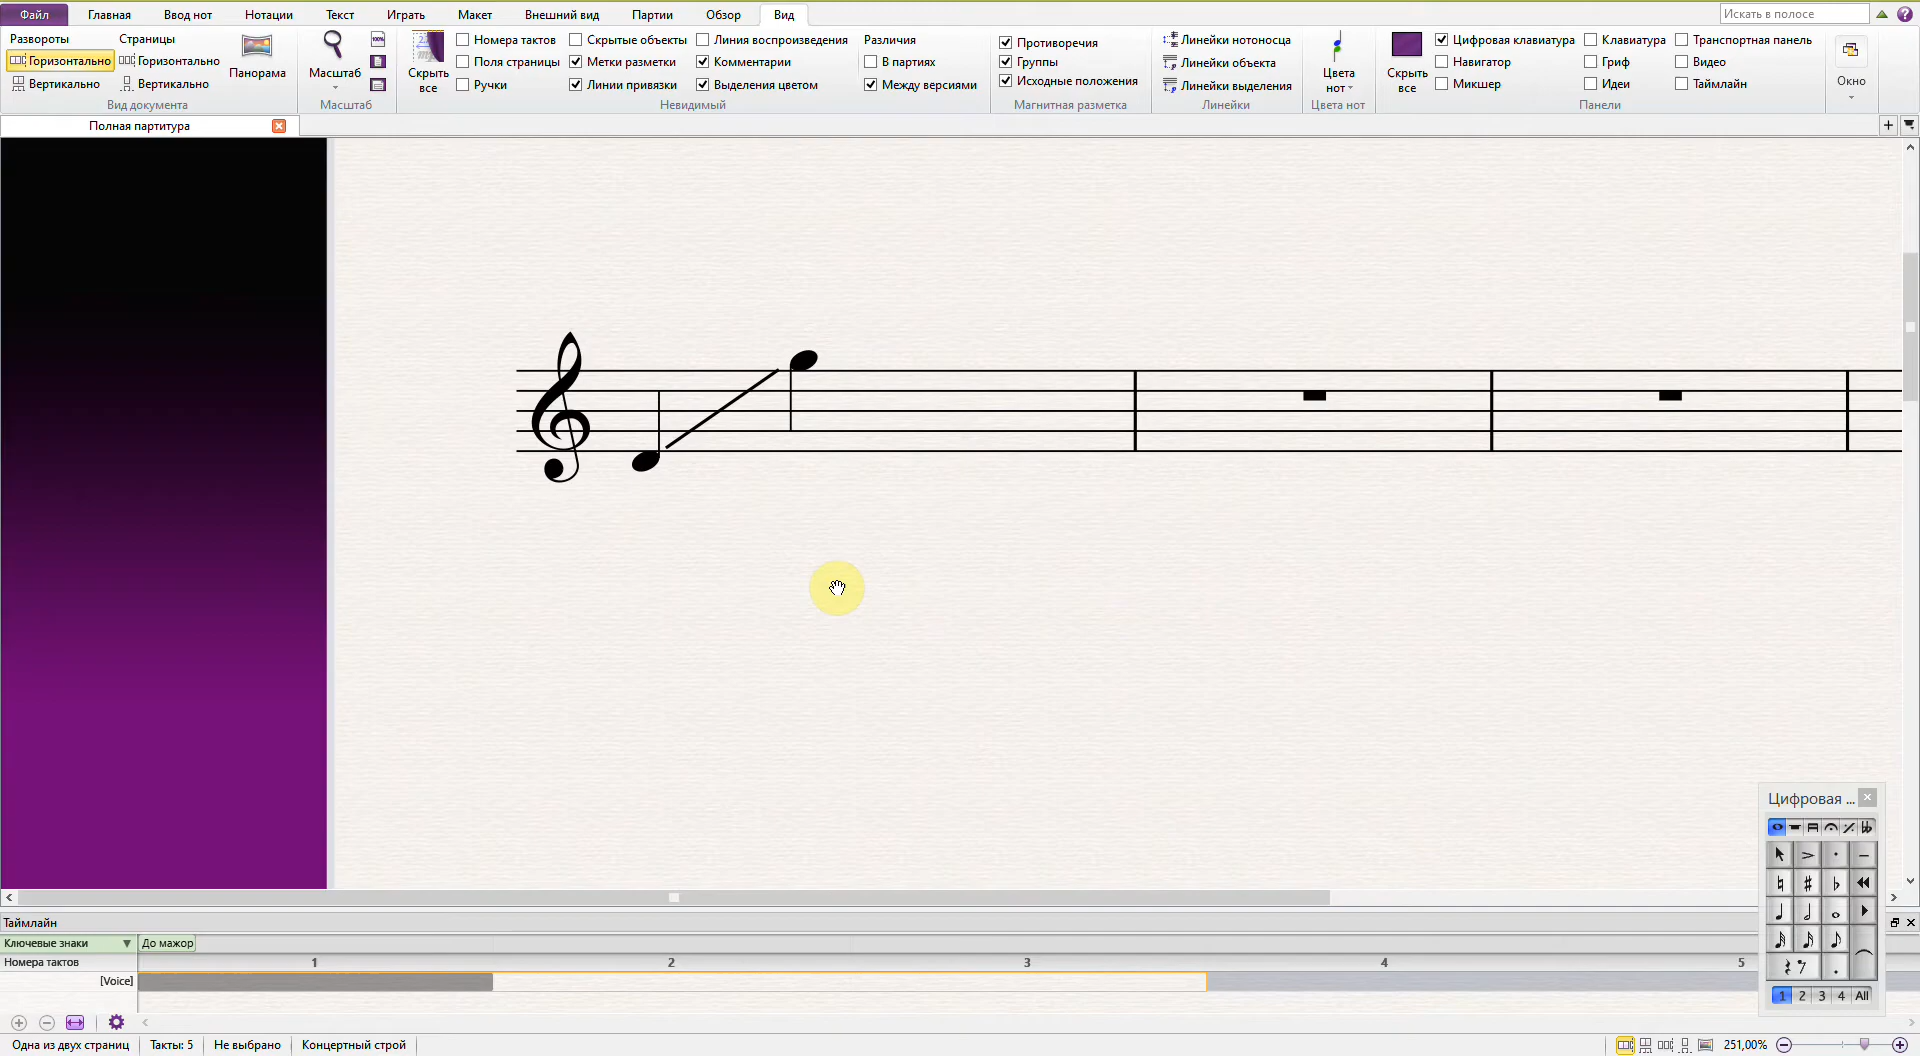 Файл Главная Ввод нот Нотации Текст Играть Макет Внешний вид Партии Обзор Вид Искать в полосе
Развороты Страницы
Горизонтально Горизонтально
Вертикально Вертикально
Панорама
Вид документа
Масштаб
100%
Масштаб
Скрыть все
Номера тактов Скрытые объекты Линия воспроизведения Различия
Поля страницы Метки разметки Комментарии В партиях
Ручки Линии привязки Выделения цветом Между версиями
Невидимый
Противоречия
Группы
Исходные положения
Магнитная разметка
Линейки нотоносца
Линейки объекта
Линейки выделения
Линейки
Цвета нот
Цвета нот
Скрыть все
Цифровая клавиатура Клавиатура Транспортная панель
Навигатор Гриф Видео
Микшер Идеи Таймлайн
Панели
Окно
Полная партитура
Цифровая ...
1 2 3 4 All
Таймлайн
Ключевые знаки До мажор
Номера тактов 1 2 3 4 5
[Voice]
Одна из двух страниц Такты: 5 Не выбрано Концертный строй 251,00%